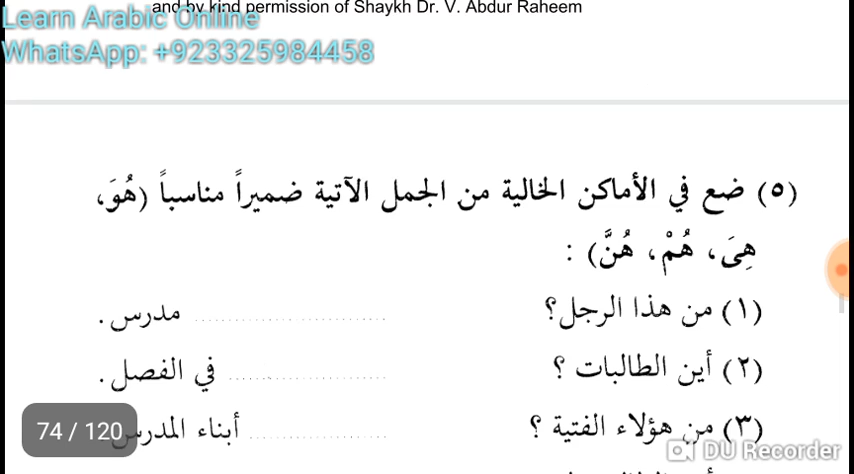 and by kind permission of Shaykh Dr. V. Abdur Raheem
Learn Arabic Online
WhatsApp: +923325984458
(٥) ضع في الأماكن الخالية من الجمل الآتية ضميراً مناسباً (هُوَ،
هِىَ، هُمْ، هُنَّ) :
(١) من هذا الرجل؟ .................... مدرس .
(٢) أين الطالبات ؟ .................... في الفصل .
(٣) من هؤلاء الفتية ؟ .................... أبناء
74 / 120
DU Recorder